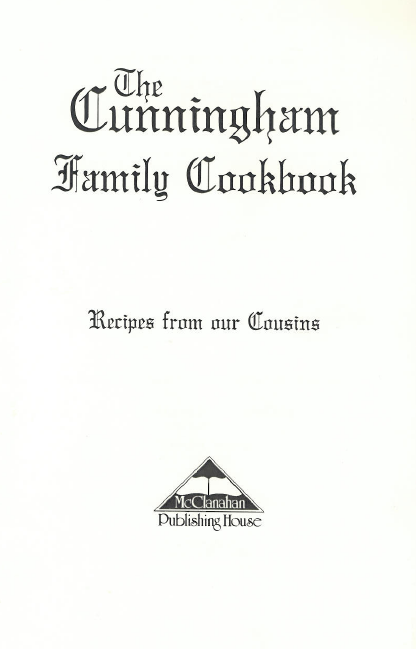 The
Cunningham
Family Cookbook
Recipes from our Cousins
McClanahan
Publishing House